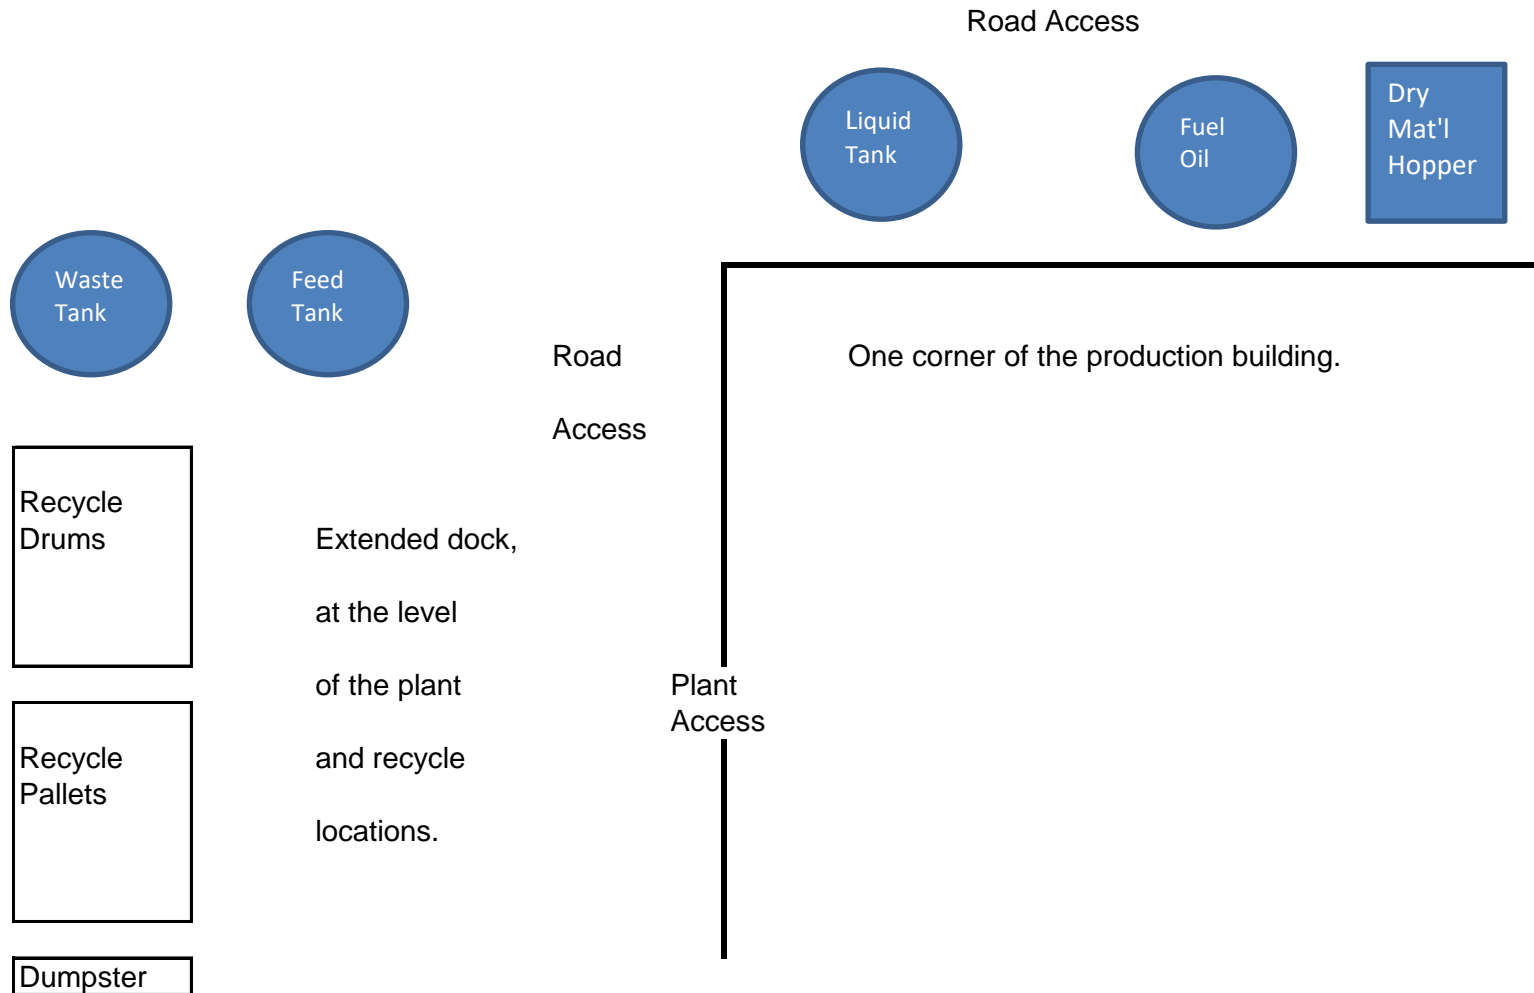 Road Access
Liquid
Tank
Fuel
Oil
Dry
Mat'l
Hopper
Waste
Tank
Feed
Tank
Road
Access
One corner of the production building.
Recycle
Drums
Extended dock,
at the level
of the plant
and recycle
locations.
Plant
Access
Recycle
Pallets
Dumpster